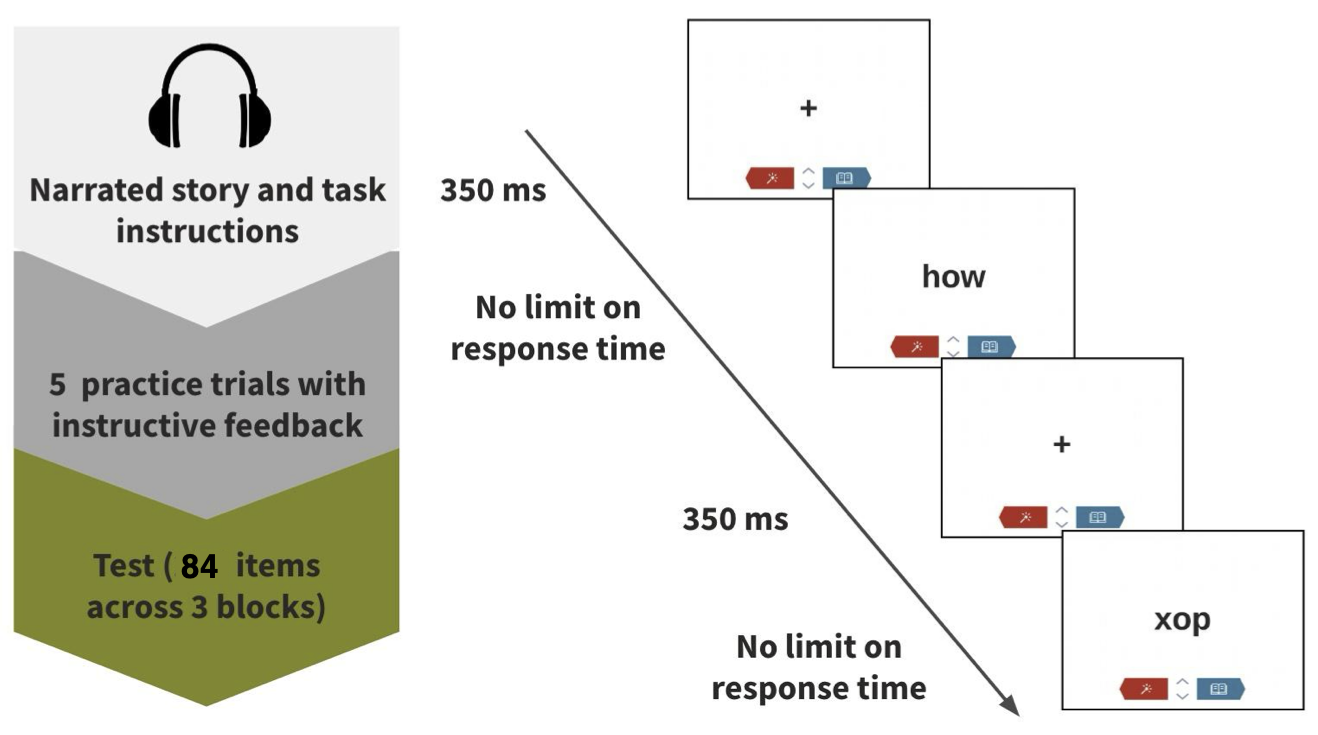 Narrated story and task
instructions
5 practice trials with
instructive feedback
Test ( 84 items
across 3 blocks)
350 ms
No limit on
response time
350 ms
No limit on
response time
+
how
+
xop